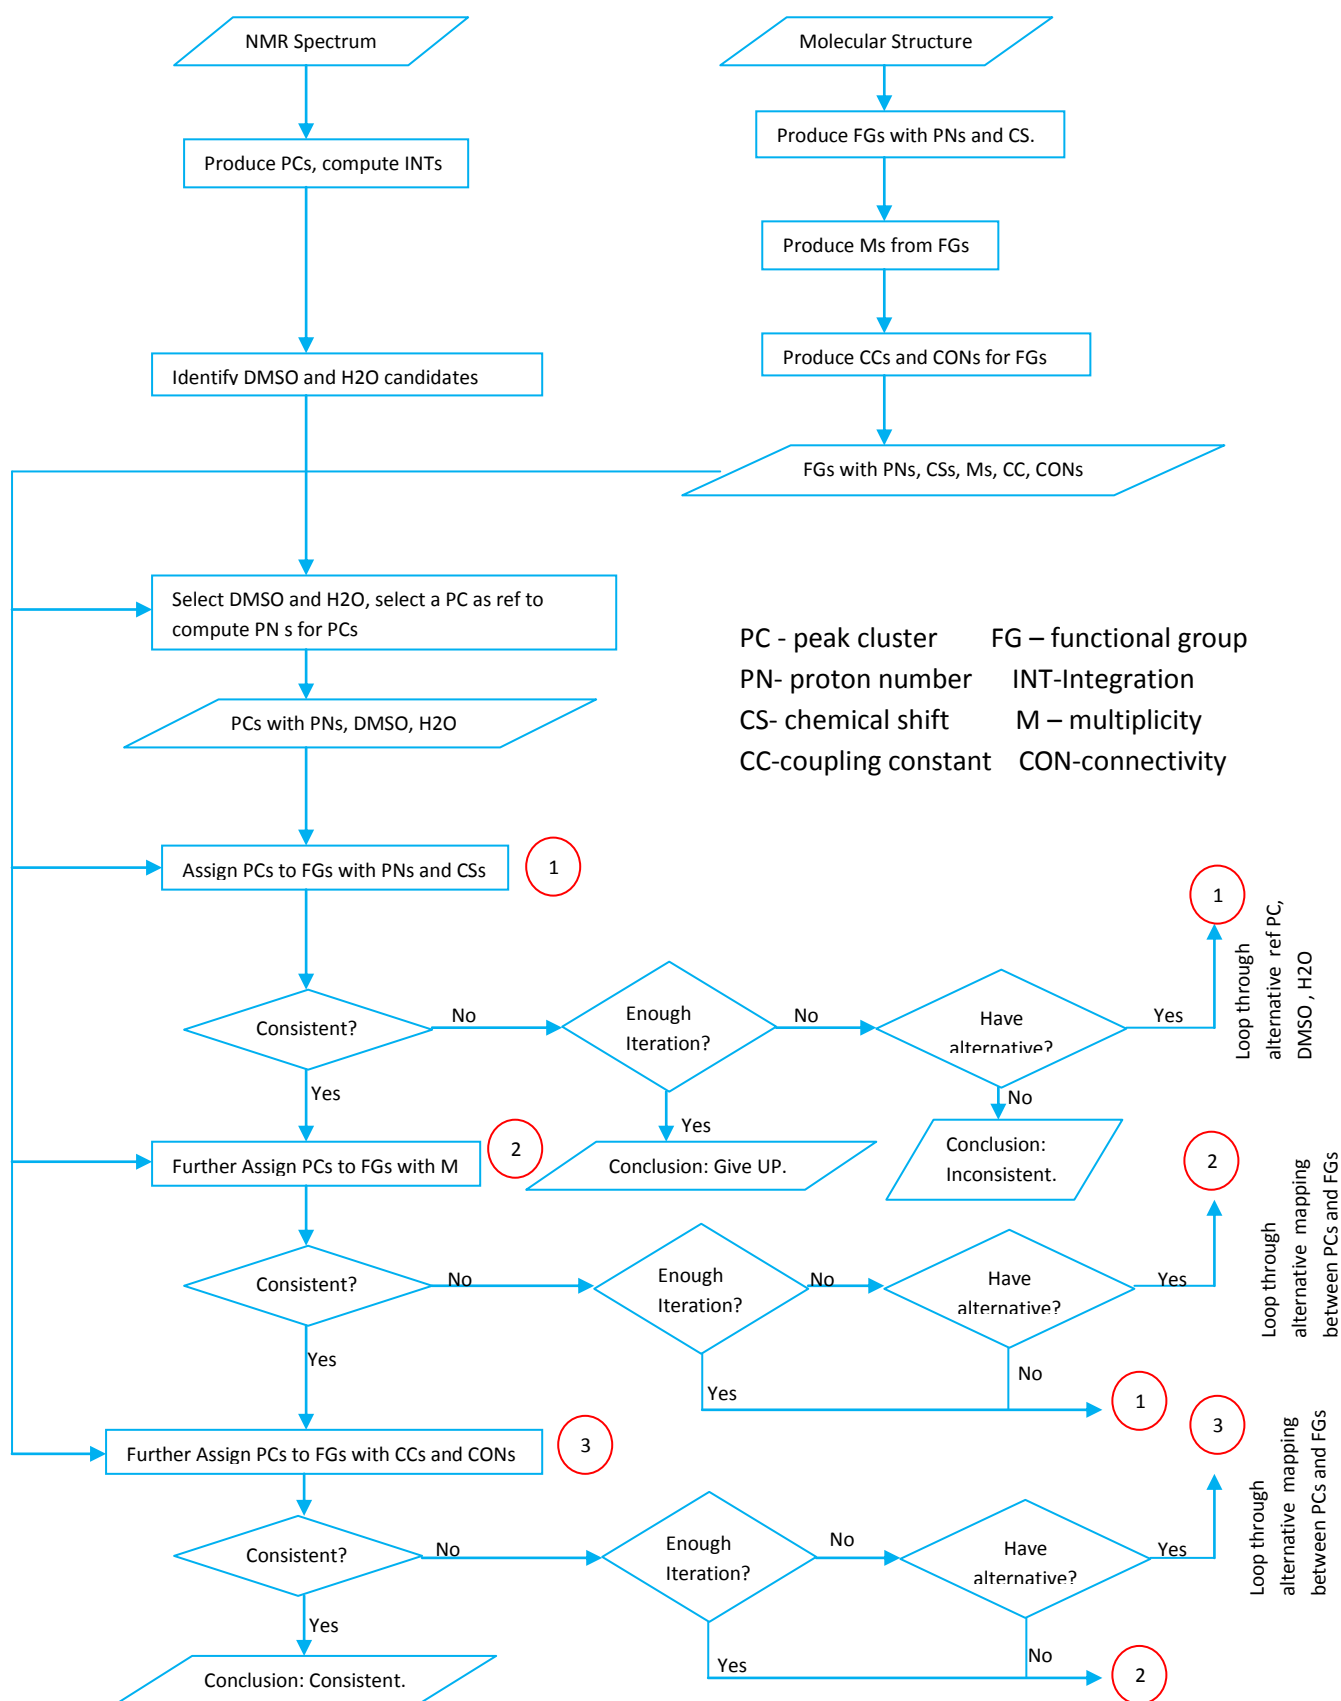 NMR Spectrum
Molecular Structure
Produce PCs, compute INTs
Produce FGs with PNs and CS.
Produce Ms from FGs
Identify DMSO and H2O candidates
Produce CCs and CONs for FGs
FGs with PNs, CSs, Ms, CC, CONs
Select DMSO and H2O, select a PC as ref to
compute PN s for PCs
PCs with PNs, DMSO, H2O
PC - peak cluster FG – functional group
PN- proton number INT-Integration
CS- chemical shift M – multiplicity
CC-coupling constant CON-connectivity
Assign PCs to FGs with PNs and CSs
1
1
Loop through
alternative ref PC,
DMSO , H2O
Consistent?
No
Enough
Iteration?
No
Have
alternative?
Yes
Yes
Yes
No
Conclusion: Give UP.
Conclusion:
Inconsistent.
Further Assign PCs to FGs with M
2
2
Loop through
alternative mapping
between PCs and FGs
Consistent?
No
Enough
Iteration?
No
Have
alternative?
Yes
Yes
Yes
No
1
Further Assign PCs to FGs with CCs and CONs
3
3
Loop through
alternative mapping
between PCs and FGs
Consistent?
No
Enough
Iteration?
No
Have
alternative?
Yes
Yes
Yes
No
2
Conclusion: Consistent.